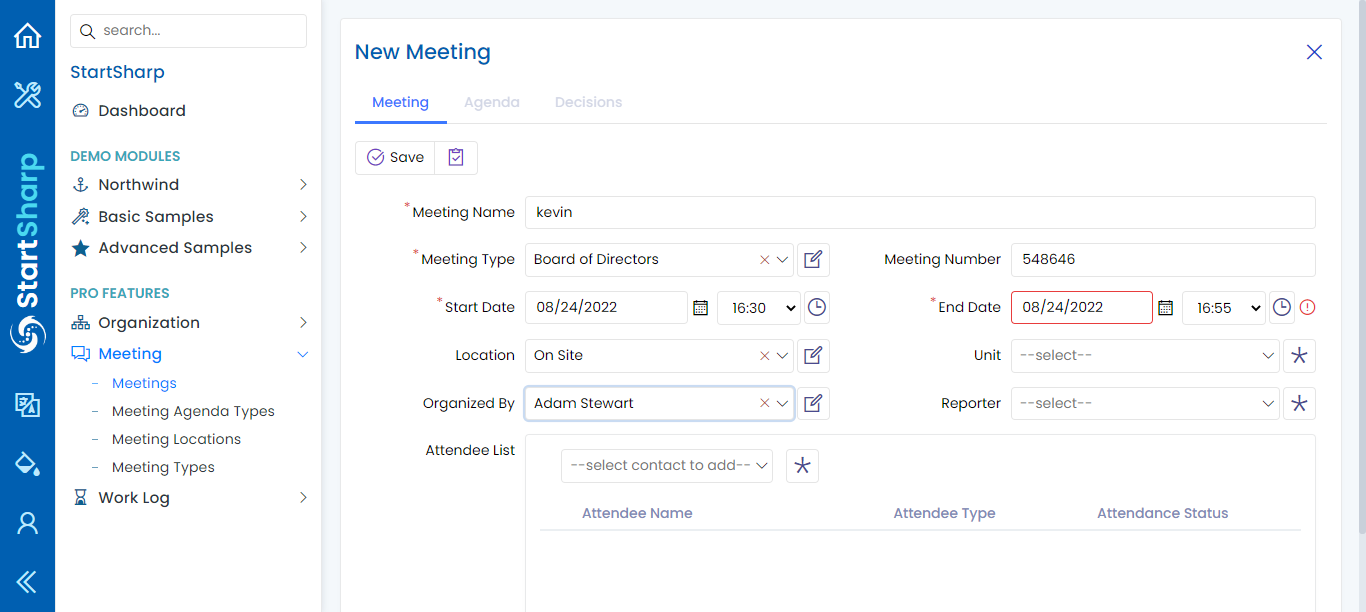 StartSharp
search...
StartSharp
Dashboard
DEMO MODULES
Northwind
Basic Samples
Advanced Samples
PRO FEATURES
Organization
Meeting
– Meetings
– Meeting Agenda Types
– Meeting Locations
– Meeting Types
Work Log
New Meeting
Meeting Agenda Decisions
Save
*Meeting Name kevin
*Meeting Type Board of Directors Meeting Number 548646
*Start Date 08/24/2022 16:30 *End Date 08/24/2022 16:55
Location On Site Unit --select--
Organized By Adam Stewart Reporter --select--
Attendee List --select contact to add--
Attendee Name Attendee Type Attendance Status